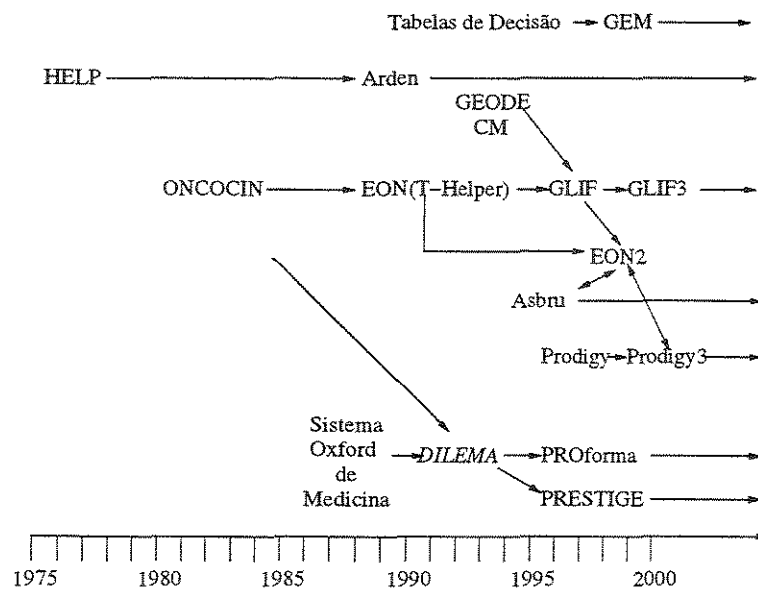 Tabelas de Decisão GEM
HELP Arden
GEODE
CM
ONCOCIN EON(T-Helper) GLIF GLIF3
EON2
Asbru
Prodigy Prodigy3
Sistema
Oxford
de
Medicina
DILEMA PROforma
PRESTIGE
1975 1980 1985 1990 1995 2000